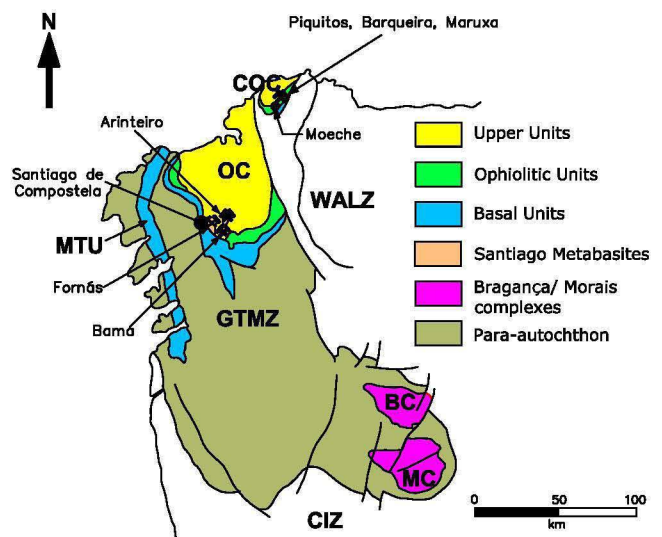 N
Piquitos, Barqueira, Maruxa
COC
Arinteiro
Moeche
Upper Units
Santiago de
Compostela
OC
Ophiolitic Units
WALZ
Basal Units
MTU
Santiago Metabasites
Fornás
Bragança/ Morais
complexes
Bama
GTMZ
Para-autochthon
BC
MC
0 50 100
km
CIZ